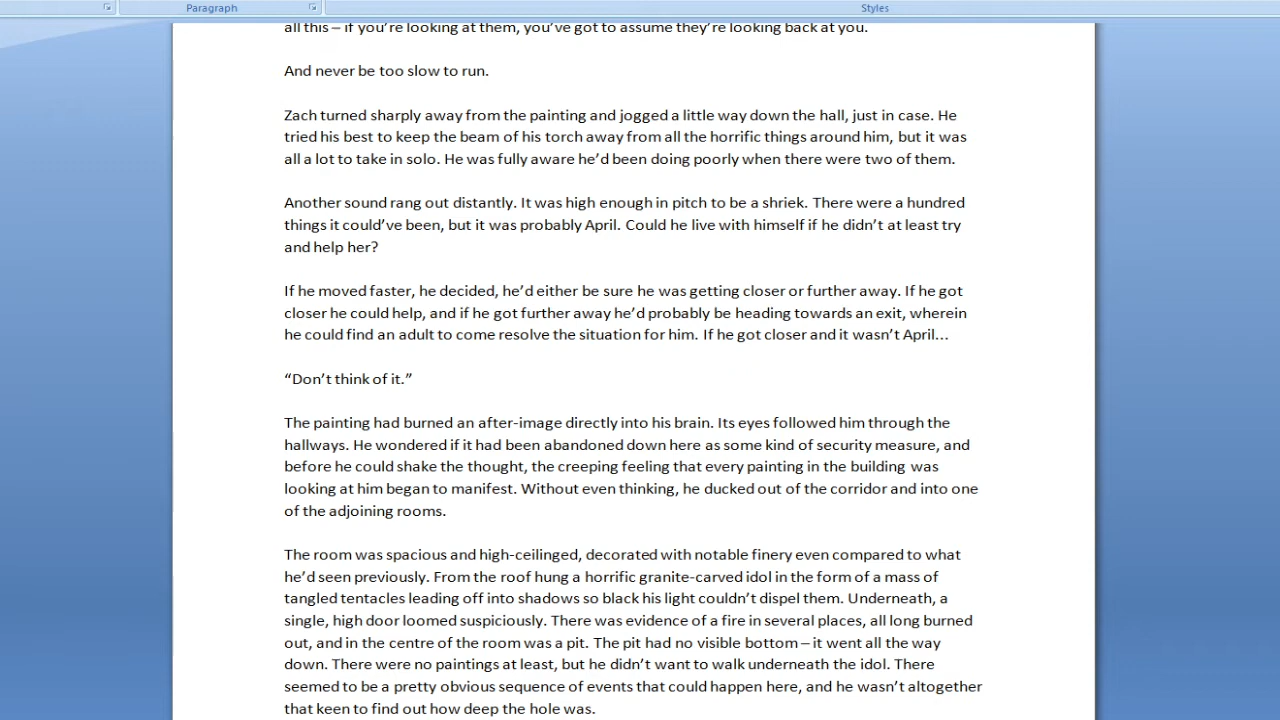 Paragraph
Styles
all this – if you’re looking at them, you’ve got to assume they’re looking back at you.
And never be too slow to run.
Zach turned sharply away from the painting and jogged a little way down the hall, just in case. He
tried his best to keep the beam of his torch away from all the horrific things around him, but it was
all a lot to take in solo. He was fully aware he’d been doing poorly when there were two of them.
Another sound rang out distantly. It was high enough in pitch to be a shriek. There were a hundred
things it could’ve been, but it was probably April. Could he live with himself if he didn’t at least try
and help her?
If he moved faster, he decided, he’d either be sure he was getting closer or further away. If he got
closer he could help, and if he got further away he’d probably be heading towards an exit, wherein
he could find an adult to come resolve the situation for him. If he got closer and it wasn’t April...
“Don’t think of it.”
The painting had burned an after-image directly into his brain. Its eyes followed him through the
hallways. He wondered if it had been abandoned down here as some kind of security measure, and
before he could shake the thought, the creeping feeling that every painting in the building was
looking at him began to manifest. Without even thinking, he ducked out of the corridor and into one
of the adjoining rooms.
The room was spacious and high-ceilinged, decorated with notable finery even compared to what
he’d seen previously. From the roof hung a horrific granite-carved idol in the form of a mass of
tangled tentacles leading off into shadows so black his light couldn’t dispel them. Underneath, a
single, high door loomed suspiciously. There was evidence of a fire in several places, all long burned
out, and in the centre of the room was a pit. The pit had no visible bottom – it went all the way
down. There were no paintings at least, but he didn’t want to walk underneath the idol. There
seemed to be a pretty obvious sequence of events that could happen here, and he wasn’t altogether
that keen to find out how deep the hole was.